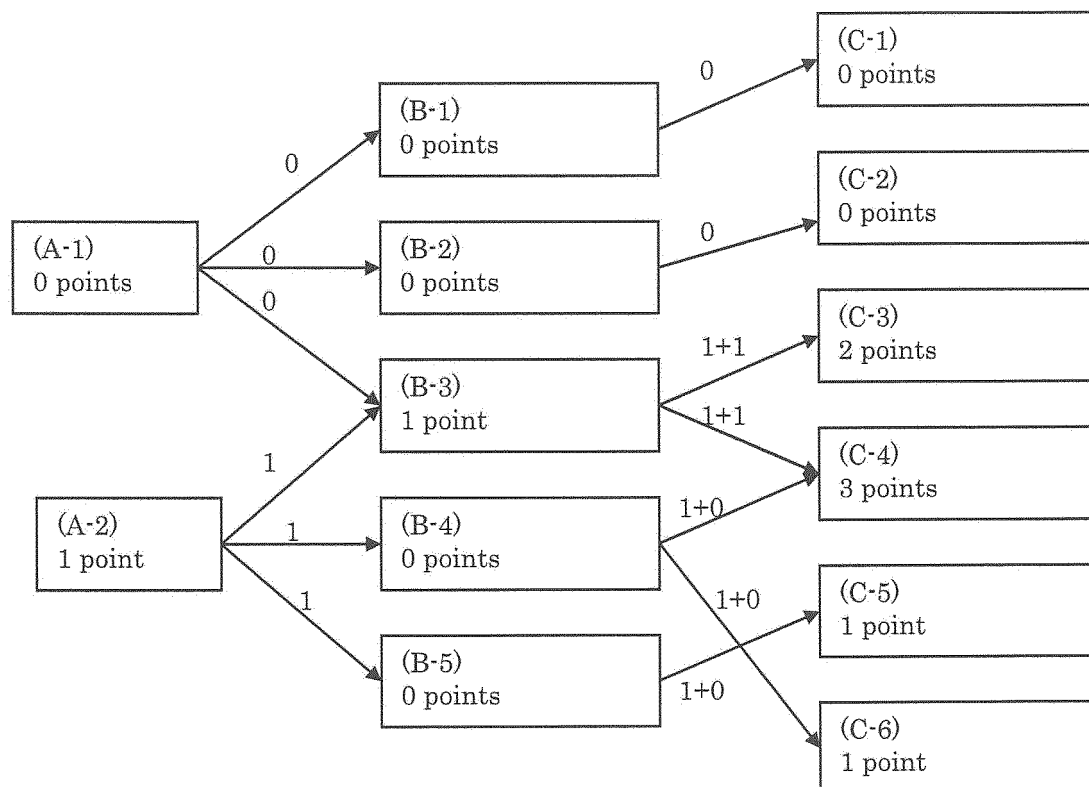 (A-1)
0 points
(A-2)
1 point
0
0
0
1
1
1
(B-1)
0 points
(B-2)
0 points
(B-3)
1 point
(B-4)
0 points
(B-5)
0 points
0
0
1+1
1+1
1+0
1+0
1+0
(C-1)
0 points
(C-2)
0 points
(C-3)
2 points
(C-4)
3 points
(C-5)
1 point
(C-6)
1 point